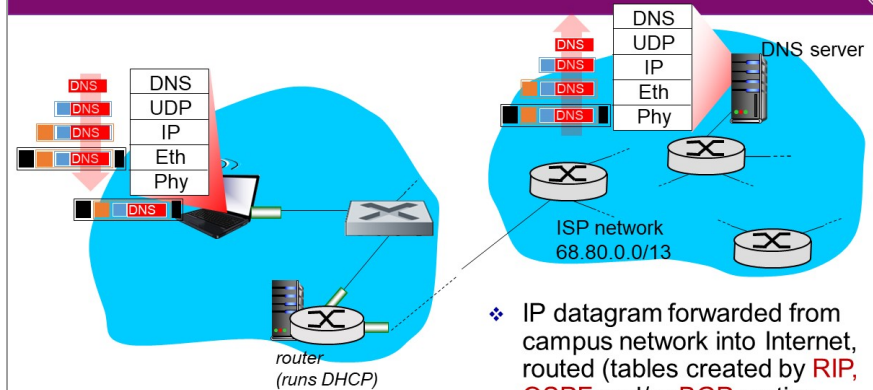 DNS
DNS
DNS
DNS
DNS
DNS
UDP
IP
Eth
Phy
DNS
DNS
DNS
DNS
DNS
UDP
IP
Eth
Phy
DNS server
ISP network
68.80.0.0/13
router
(runs DHCP)
❖ IP datagram forwarded from
campus network into Internet,
routed (tables created by RIP,